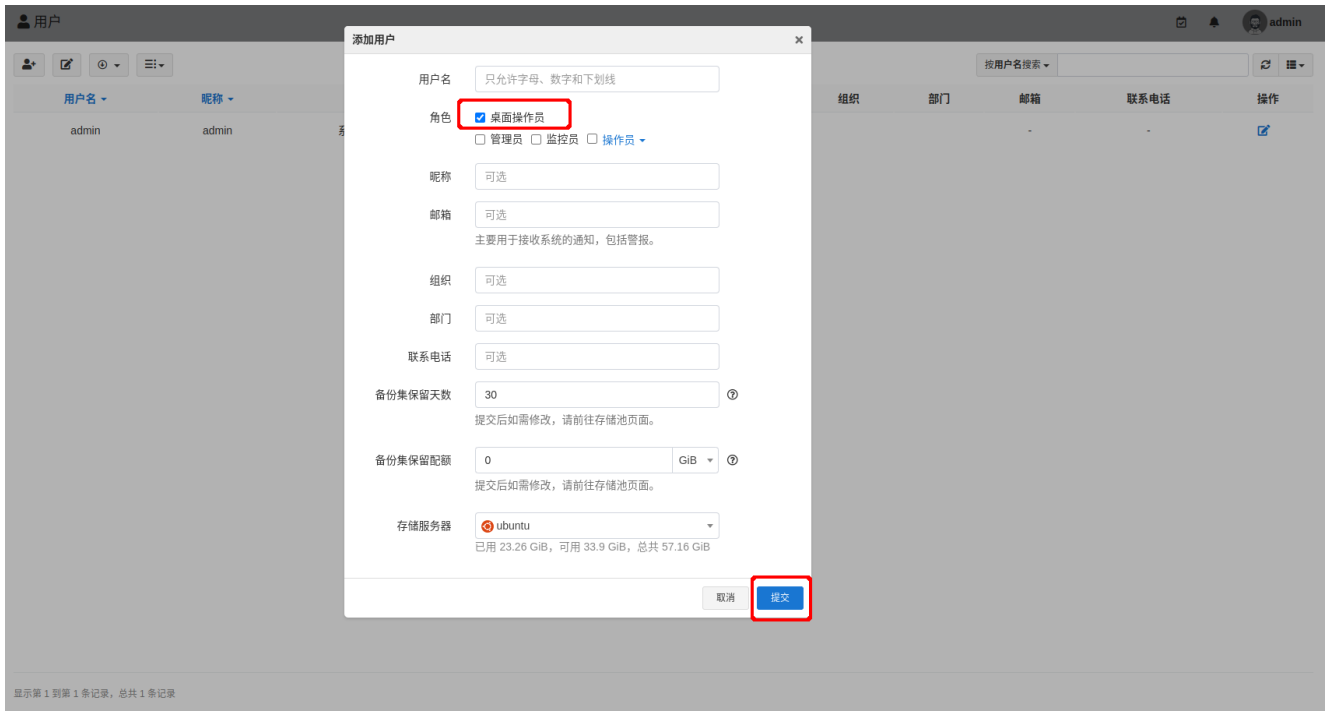 用户
admin
添加用户
×
按用户名搜索
用户名
昵称
组织
部门
邮箱
联系电话
操作
admin
admin
-
-
用户名
只允许字母、数字和下划线
角色
桌面操作员
管理员 监控员 操作员
昵称
可选
邮箱
可选
主要用于接收系统的通知，包括警报。
组织
可选
部门
可选
联系电话
可选
备份集保留天数
30
提交后如需修改，请前往存储池页面。
备份集保留配额
0
GiB
提交后如需修改，请前往存储池页面。
存储服务器
ubuntu
已用 23.26 GiB，可用 33.9 GiB，总共 57.16 GiB
取消
提交
显示第 1 到第 1 条记录，总共 1 条记录